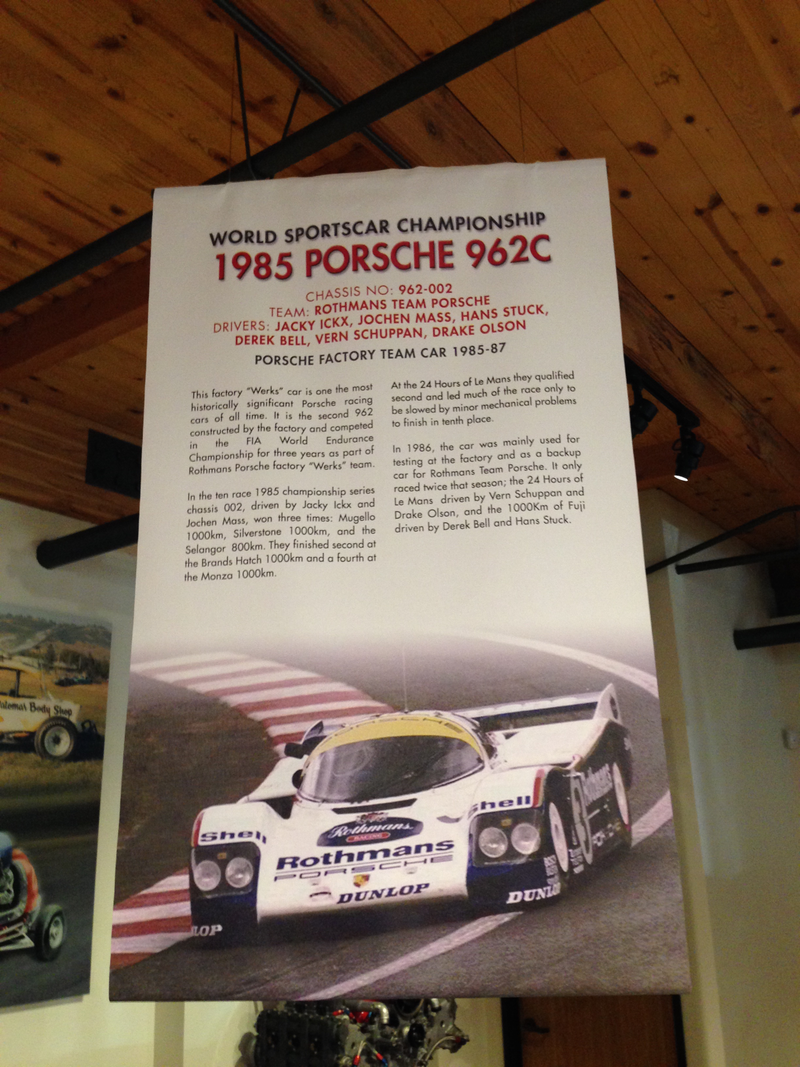 WORLD SPORTSCAR CHAMPIONSHIP
1985 PORSCHE 962C
CHASSIS NO: 962-002
TEAM: ROTHMANS TEAM PORSCHE
DRIVERS: JACKY ICKX, JOCHEN MASS, HANS STUCK,
DEREK BELL, VERN SCHUPPAN, DRAKE OLSON
PORSCHE FACTORY TEAM CAR 1985-87
This factory "Werks" car is one the most
historically significant Porsche racing
cars of all time. It is the second 962
constructed by the factory and competed
in the FIA World Endurance
Championship for three years as part of
Rothmans Porsche factory "Werks" team.
In the ten race 1985 championship series
chassis 002, driven by Jacky Ickx and
Jochen Mass, won three times: Mugello
1000km, Silverstone 1000km, and the
Selangor 800km. They finished second at
the Brands Hatch 1000km and a fourth at
the Monza 1000km.
At the 24 Hours of Le Mans they qualified
second and led much of the race only to
be slowed by minor mechanical problems
to finish in tenth place.
In 1986, the car was mainly used for
testing at the factory and as a backup
car for Rothmans Team Porsche. It only
raced twice that season; the 24 Hours of
Le Mans driven by Vern Schuppan and
Drake Olson, and the 1000Km of Fuji
driven by Derek Bell and Hans Stuck.
Palomar Body Shop
PORSCHE
Shell
Shell
Rothmans
RACING
Rothmans
PORSCHE
DUNLOP
DUNLOP
LOP
Rothmans